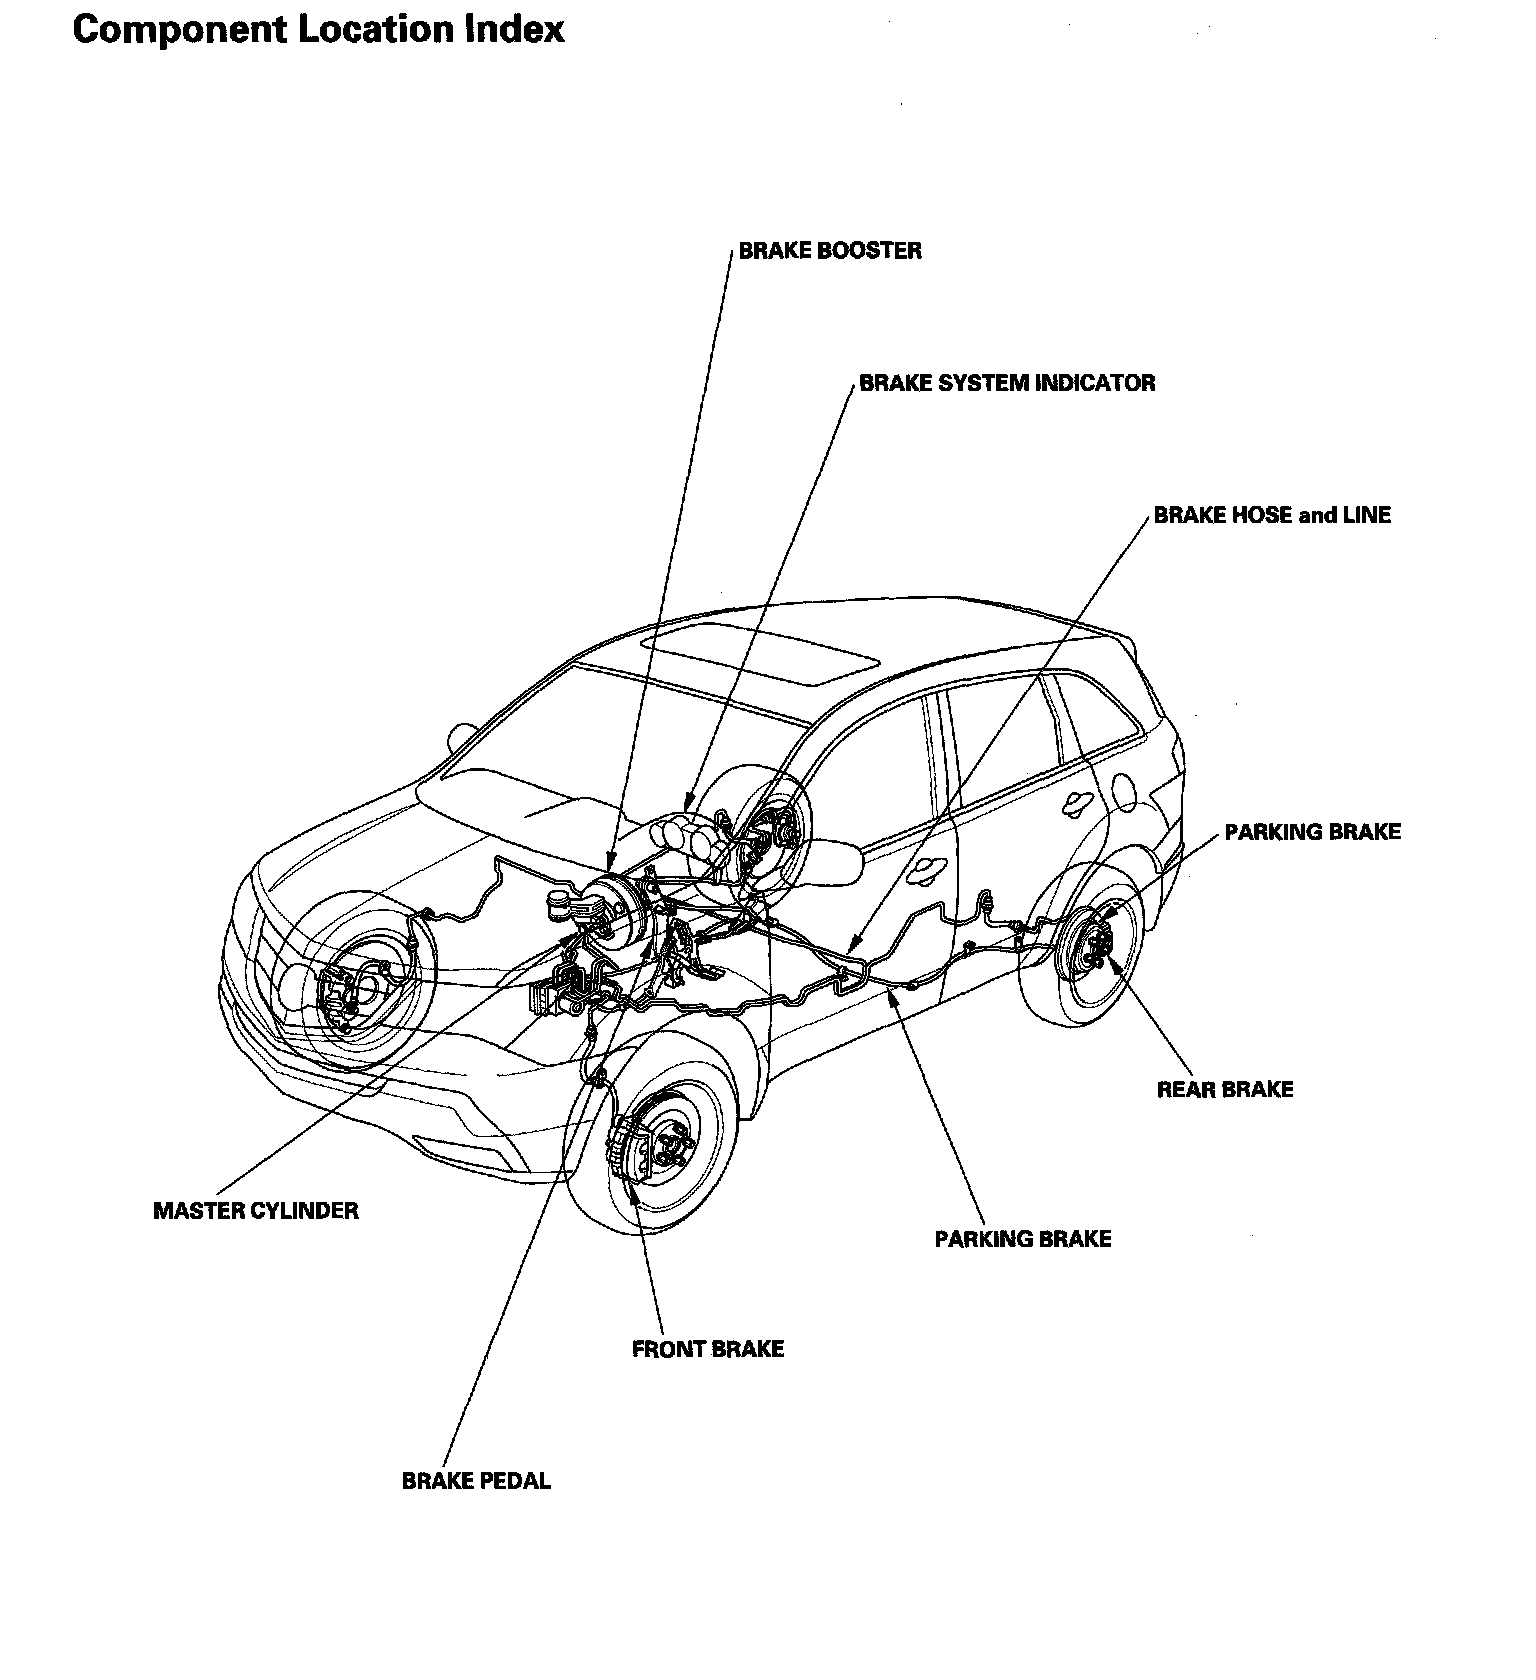 Component Location Index
BRAKE BOOSTER
BRAKE SYSTEM INDICATOR
BRAKE HOSE and LINE
PARKING BRAKE
REAR BRAKE
MASTER CYLINDER
PARKING BRAKE
FRONT BRAKE
BRAKE PEDAL